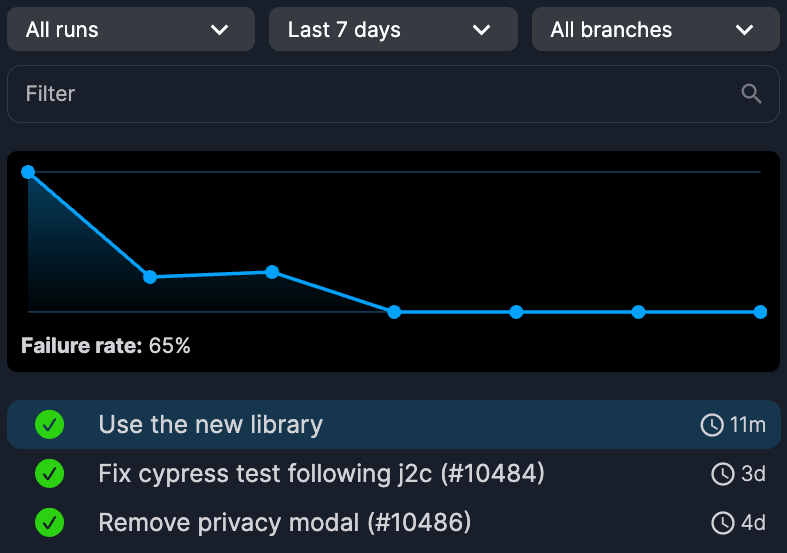 All runs
Last 7 days
All branches
Filter
Failure rate: 65%
Use the new library 11m
Fix cypress test following j2c (#10484) 3d
Remove privacy modal (#10486) 4d